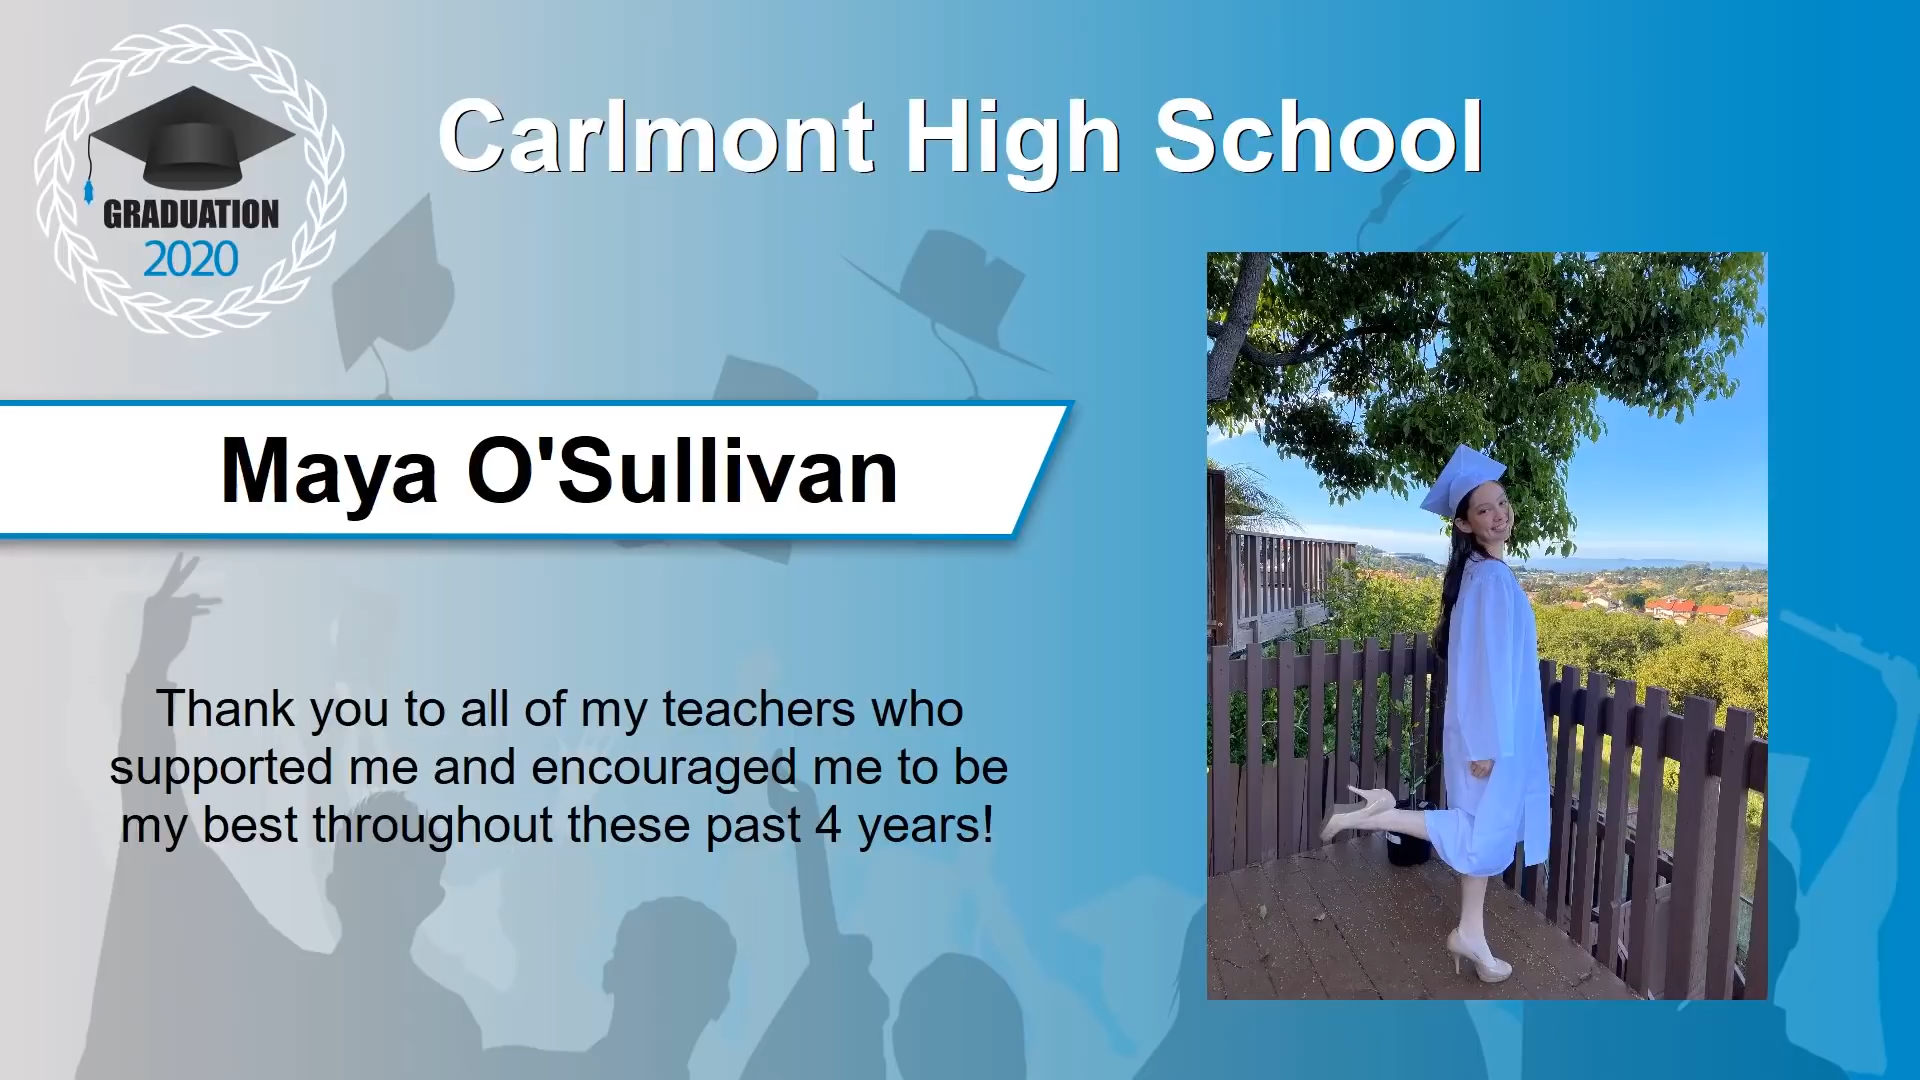 Carlmont High School
GRADUATION
2020
Maya O'Sullivan
Thank you to all of my teachers who
supported me and encouraged me to be
my best throughout these past 4 years!